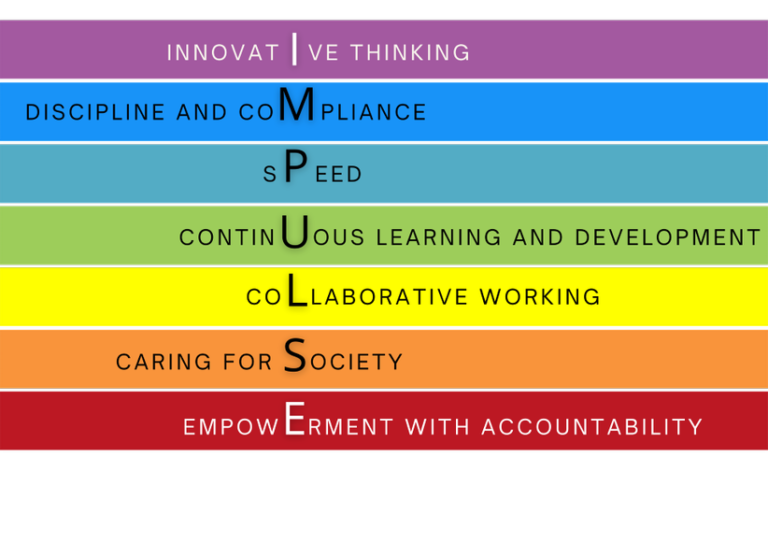 INNOVATIVE THINKING
DISCIPLINE AND COMPLIANCE
SPEED
CONTINUOUS LEARNING AND DEVELOPMENT
COLLABORATIVE WORKING
CARING FOR SOCIETY
EMPOWERMENT WITH ACCOUNTABILITY